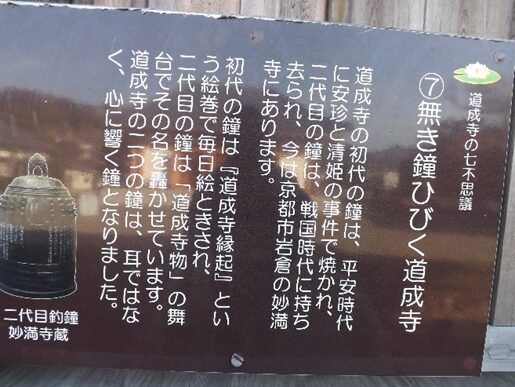 道成寺の七不思議
⑦無き鐘ひびく道成寺
道成寺の初代の鐘は、平安時代
に安珍と清姫の事件で焼かれ、
二代目の鐘は、戦国時代に持ち
去られ、今は京都市岩倉の妙満
寺にあります。
初代の鐘は『道成寺縁起』とい
う絵巻で毎日絵ときされ、
二代目の鐘は「道成寺物」の舞
台でその名を轟かせています。
道成寺の二つの鐘は、耳ではな
く、心に響く鐘となりました。
二代目釣鐘
妙満寺蔵